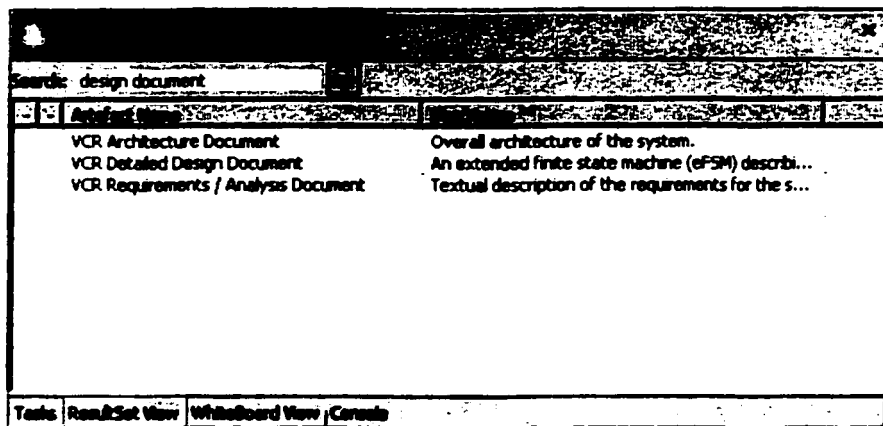 Search: design document
Artefact Name
VCR Architecture Document Overall architecture of the system.
VCR Detailed Design Document An extended finite state machine (eFSM) describi...
VCR Requirements / Analysis Document Textual description of the requirements for the s...
Tasks ResultSet View WhiteBoard View Console